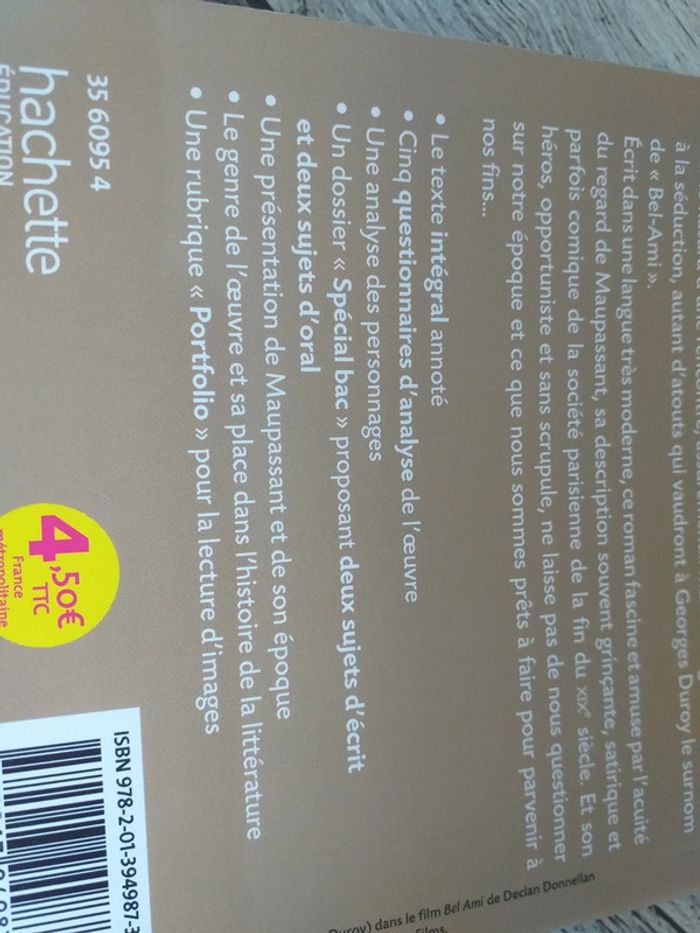 à la séduction, autant d'atouts qui vaudront à Georges Duroy le surnom
de « Bel-Ami ».
Écrit dans une langue très moderne, ce roman fascine et amuse par l'acuité
du regard de Maupassant, sa description souvent grinçante, satirique et
parfois comique de la société parisienne de la fin du XIXe siècle. Et son
héros, opportuniste et sans scrupule, ne laisse pas de nous questionner
sur notre époque et ce que nous sommes prêts à faire pour parvenir à
nos fins...
• Le texte intégral annoté
• Cinq questionnaires d'analyse de l'œuvre
• Une analyse des personnages
• Un dossier « Spécial bac » proposant deux sujets d'écrit
et deux sujets d'oral
• Une présentation de Maupassant et de son époque
• Le genre de l'œuvre et sa place dans l'histoire de la littérature
• Une rubrique « Portfolio » pour la lecture d'images
Duroy) dans le film Bel Ami de Declan Donnellan
Films.
35 6095 4
hachette
ÉDUCATION
4,50€
TTC
France
métropolitaine
ISBN 978-2-01-394987-3